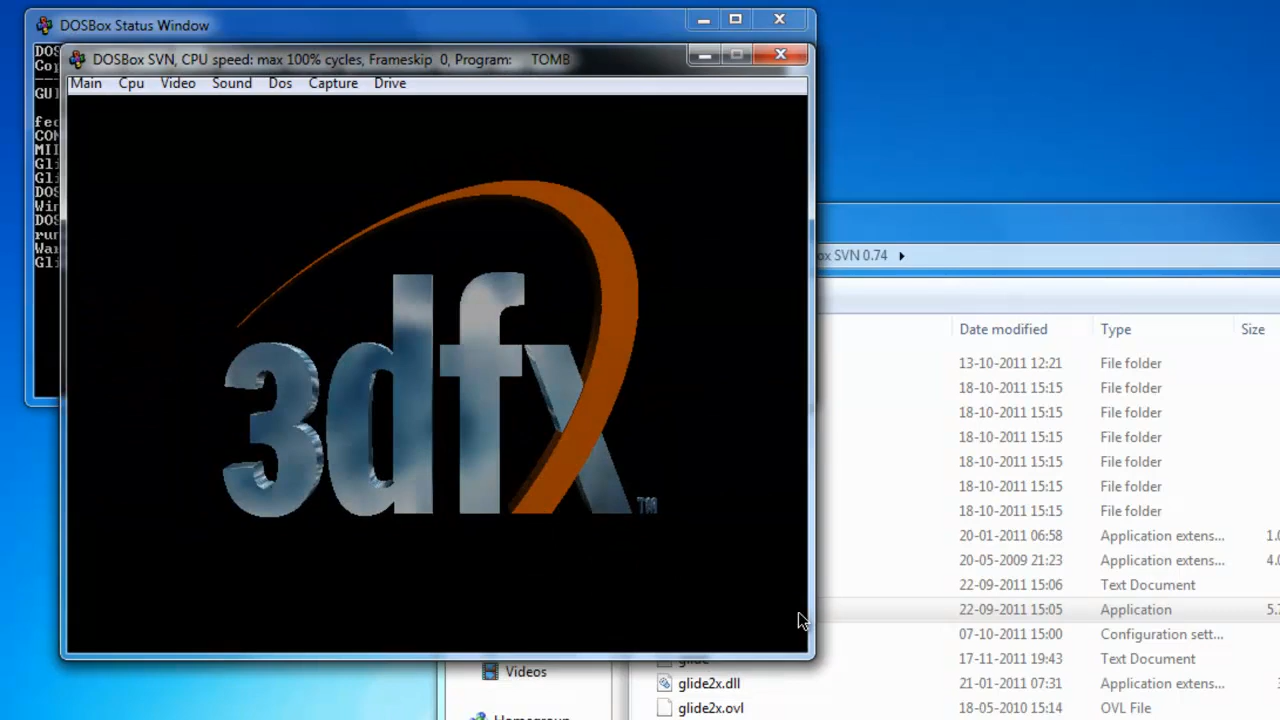 DOSBox Status Window
DOSBox SVN, CPU speed: max 100% cycles, Frameskip 0, Program: TOMB
Main Cpu Video Sound Dos Capture Drive
3dfx
TM
SVN 0.74
Date modified Type Size
13-10-2011 12:21 File folder
18-10-2011 15:15 File folder
18-10-2011 15:15 File folder
18-10-2011 15:15 File folder
18-10-2011 15:15 File folder
18-10-2011 15:15 File folder
18-10-2011 15:15 File folder
20-01-2011 06:58 Application extens...
20-05-2009 21:23 Application extens...
22-09-2011 15:06 Text Document
22-09-2011 15:05 Application
07-10-2011 15:00 Configuration sett...
17-11-2011 19:43 Text Document
21-01-2011 07:31 Application extens...
18-05-2010 15:14 OVL File
glide
glide2x.dll
glide2x.ovl
Videos